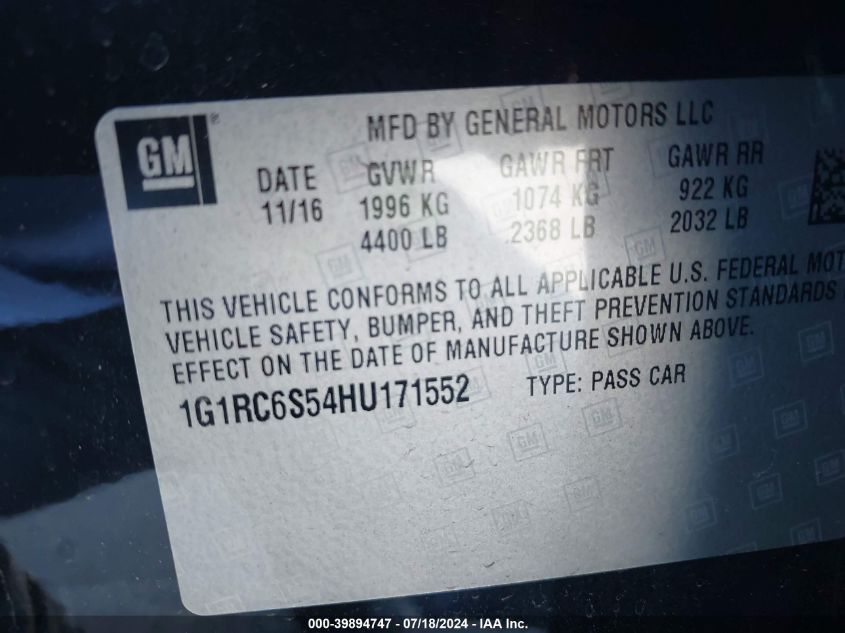 GM
®
MFD BY GENERAL MOTORS LLC
DATE GVWR GAWR FRT GAWR RR
11/16 1996 KG 1074 KG 922 KG
4400 LB 2368 LB 2032 LB
THIS VEHICLE CONFORMS TO ALL APPLICABLE U.S. FEDERAL MOT
VEHICLE SAFETY, BUMPER, AND THEFT PREVENTION STANDARDS
EFFECT ON THE DATE OF MANUFACTURE SHOWN ABOVE.
1G1RC6S54HU171552 TYPE: PASS CAR
000-39894747 - 07/18/2024 - IAA Inc.